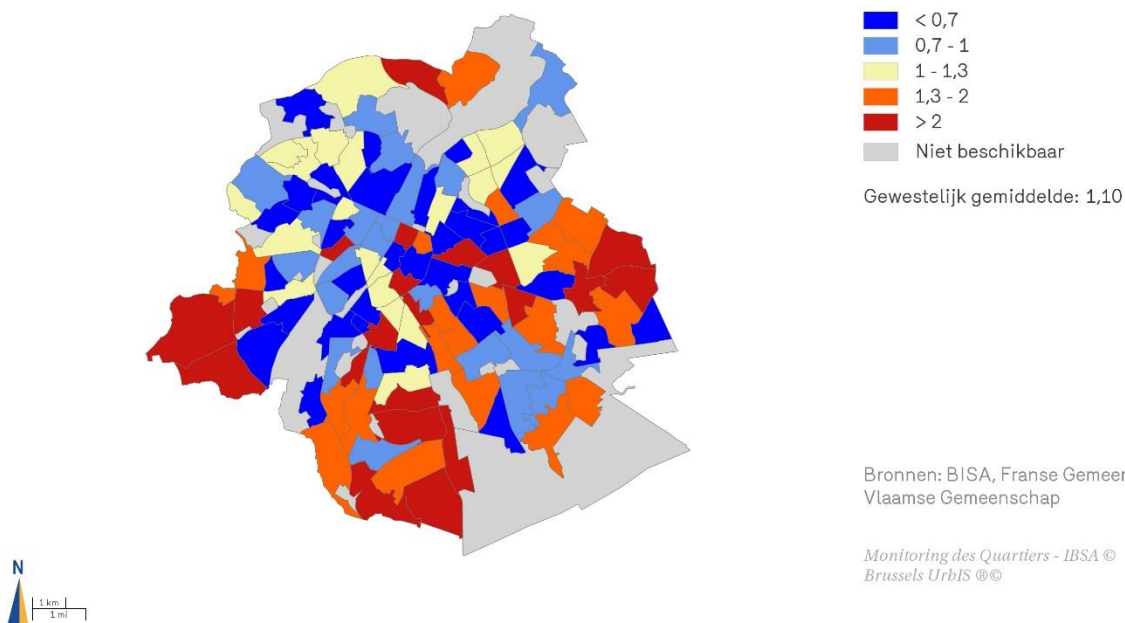 < 0,7
0,7 - 1
1 - 1,3
1,3 - 2
> 2
Niet beschikbaar
Gewestelijk gemiddelde: 1,10
Bronnen: BISA, Franse Gemeen
Vlaamse Gemeenschap
Monitoring des Quartiers - IBSA ©
Brussels UrbIS ®©
N
1 km
1 mi